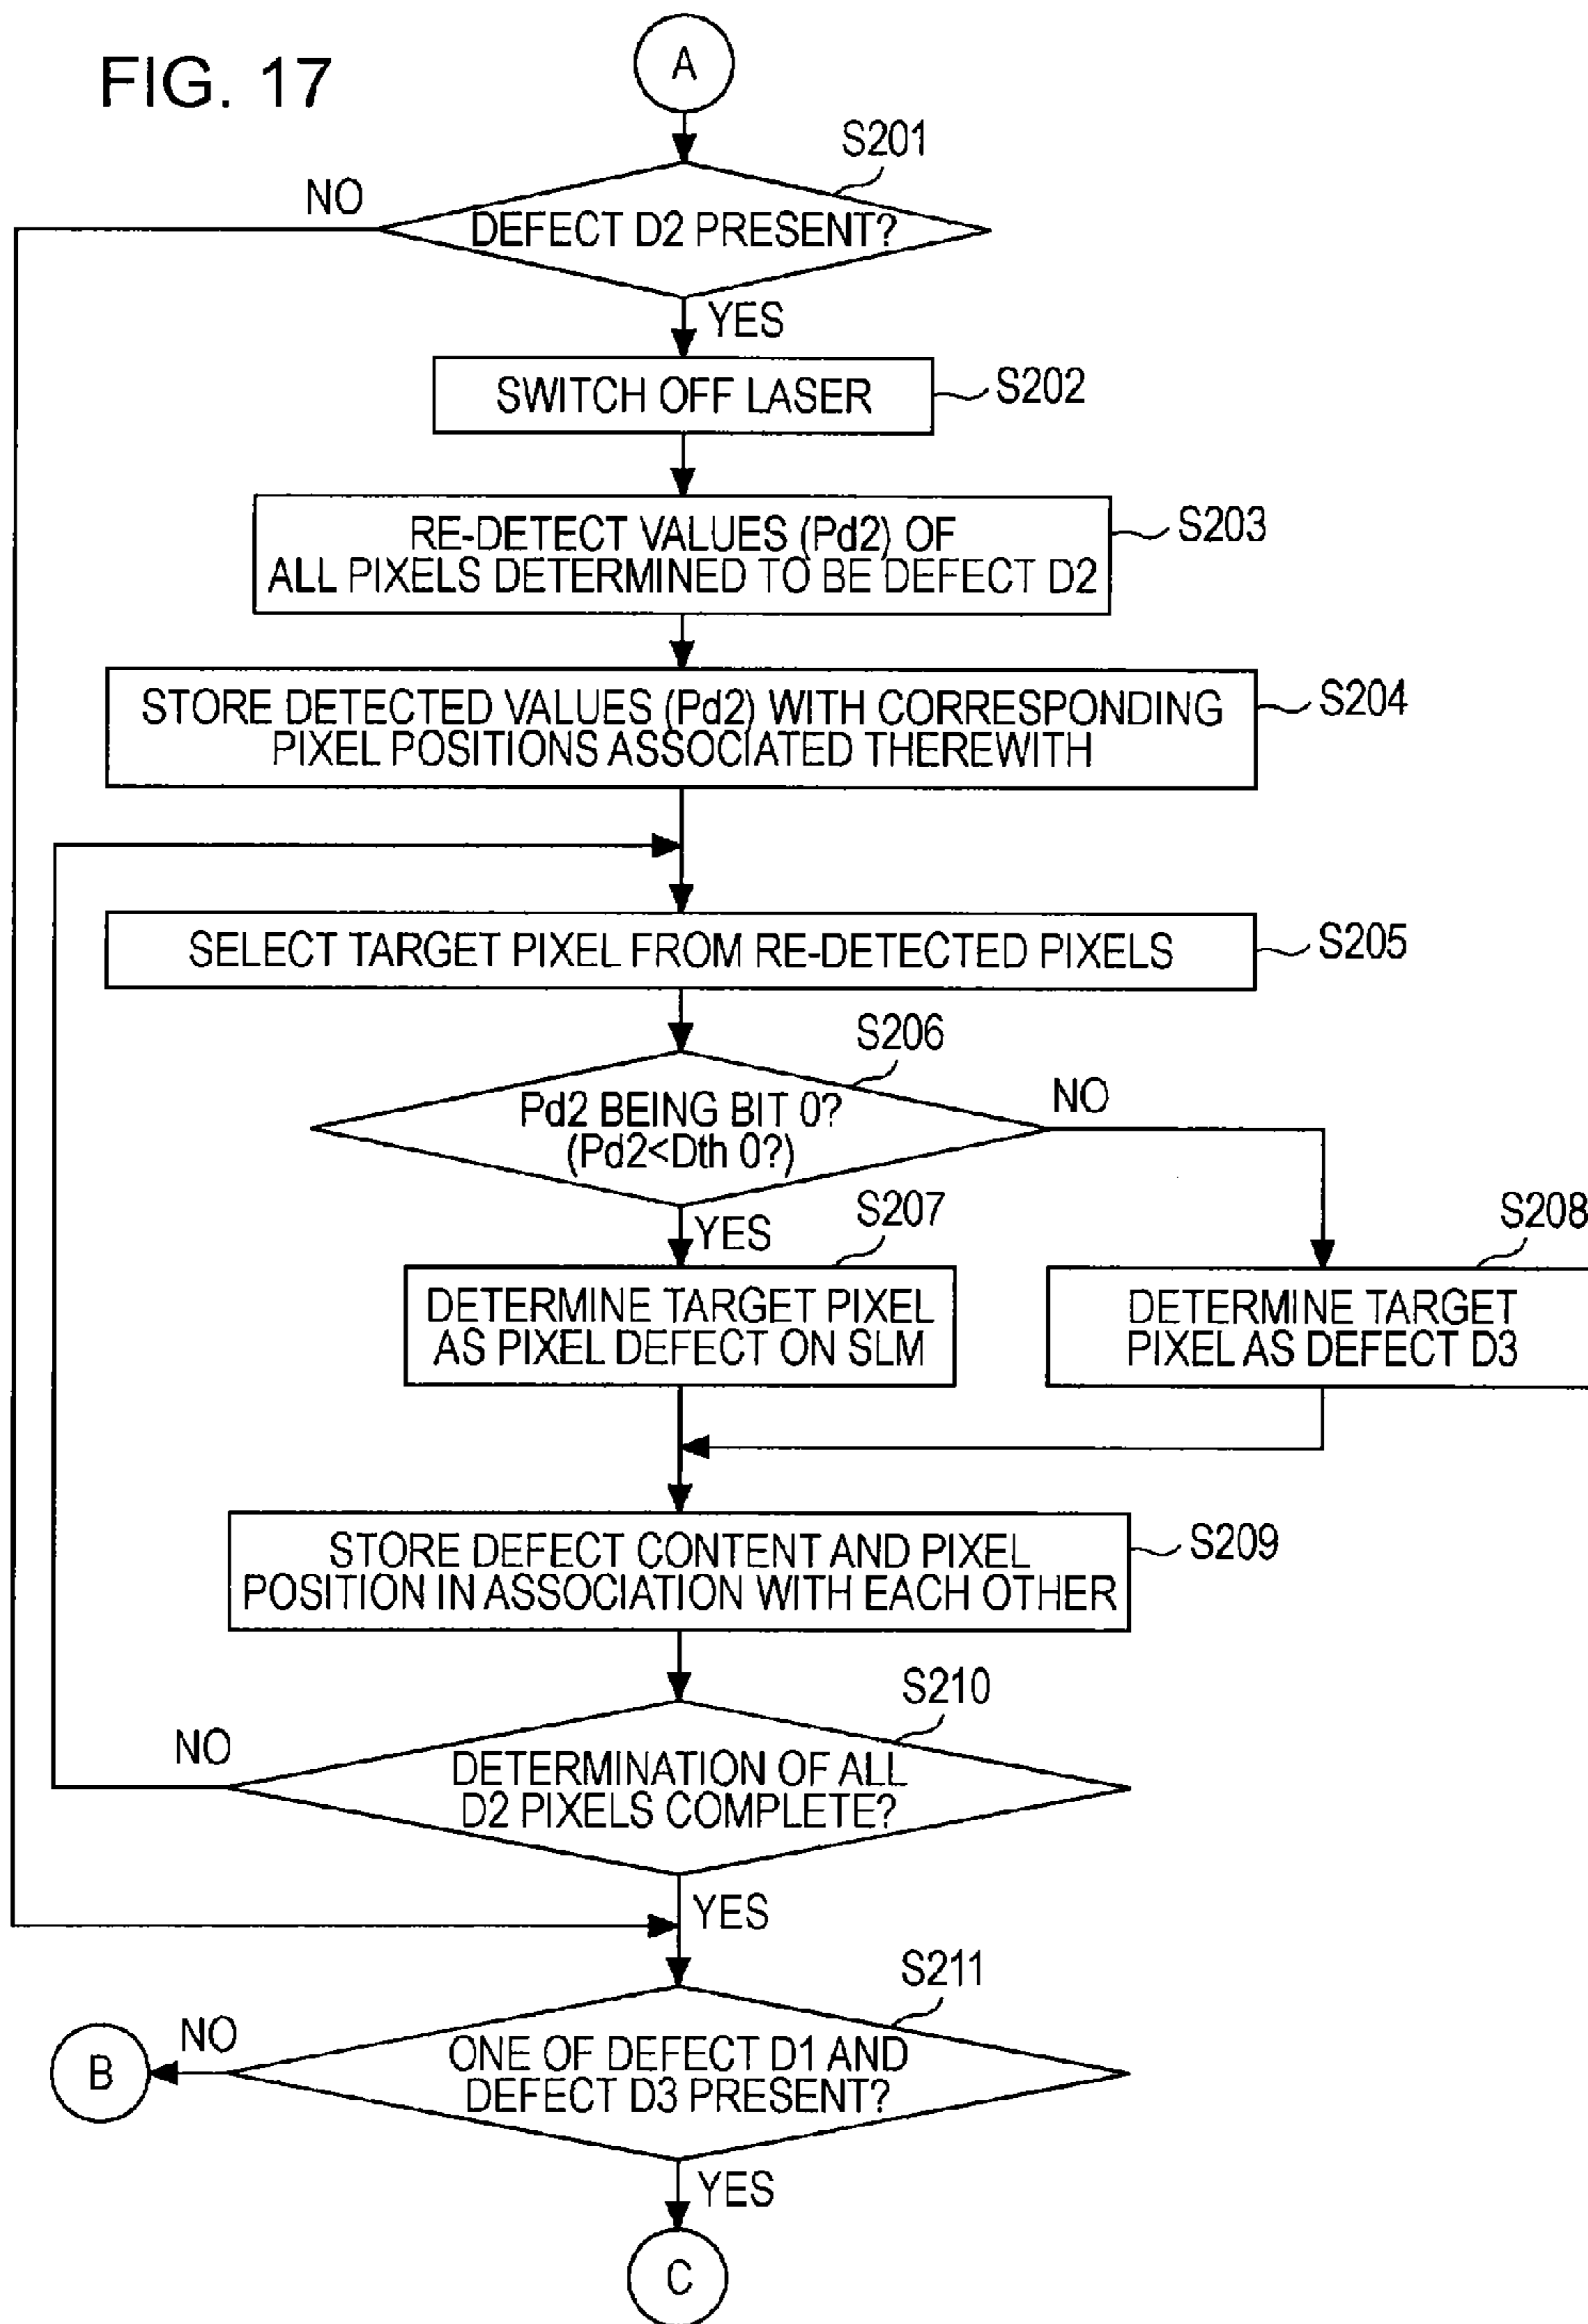 FIG. 17
A
S201
NO
DEFECT D2 PRESENT?
YES
SWITCH OFF LASER
S202
RE-DETECT VALUES (Pd2) OF
ALL PIXELS DETERMINED TO BE DEFECT D2
S203
STORE DETECTED VALUES (Pd2) WITH CORRESPONDING
PIXEL POSITIONS ASSOCIATED THEREWITH
S204
SELECT TARGET PIXEL FROM RE-DETECTED PIXELS
S205
S206
Pd2 BEING BIT 0?
(Pd2<Dth 0?)
NO
YES
S207
S208
DETERMINE TARGET PIXEL
AS PIXEL DEFECT ON SLM
DETERMINE TARGET
PIXEL AS DEFECT D3
STORE DEFECT CONTENT AND PIXEL
POSITION IN ASSOCIATION WITH EACH OTHER
S209
S210
NO
DETERMINATION OF ALL
D2 PIXELS COMPLETE?
YES
S211
NO
B
ONE OF DEFECT D1 AND
DEFECT D3 PRESENT?
YES
C